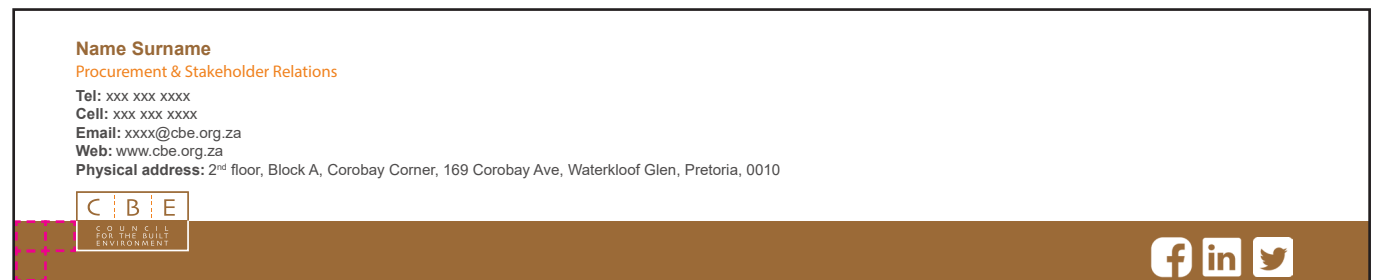 Name Surname
Procurement & Stakeholder Relations
Tel: xxx xxx xxxx
Cell: xxx xxx xxxx
Email: xxxx@cbe.org.za
Web: www.cbe.org.za
Physical address: 2nd floor, Block A, Corobay Corner, 169 Corobay Ave, Waterkloof Glen, Pretoria, 0010
C B E
COUNCIL
FOR THE BUILT
ENVIRONMENT
f in